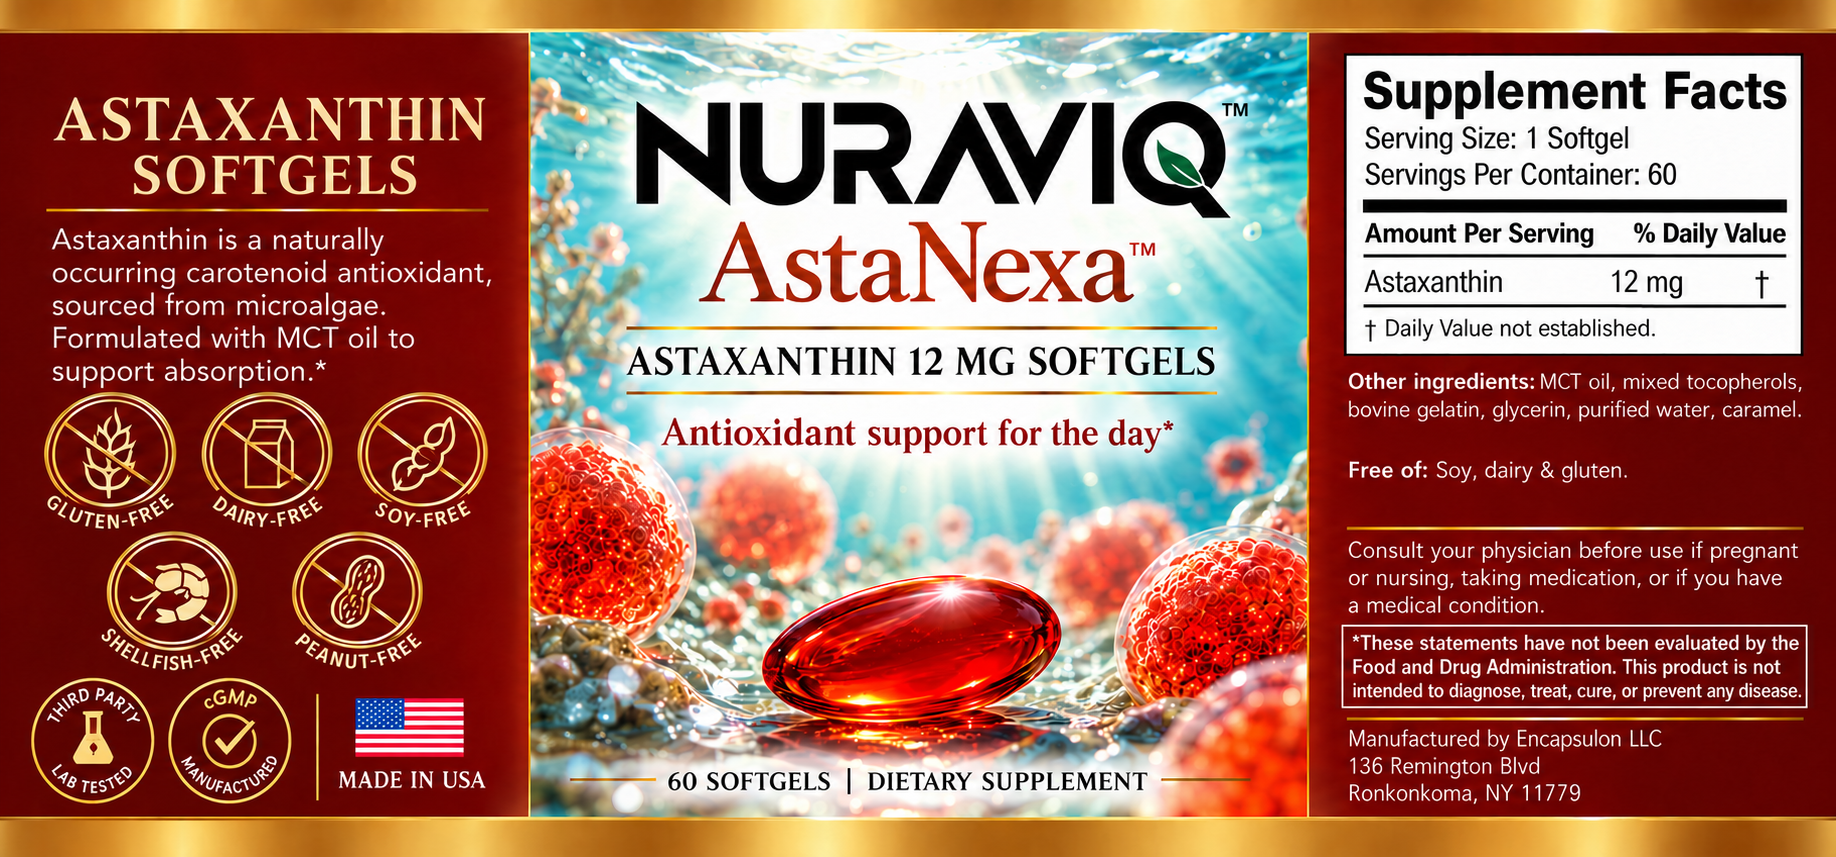 ASTAXANTHIN
SOFTGELS
Astaxanthin is a naturally
occurring carotenoid antioxidant,
sourced from microalgae.
Formulated with MCT oil to
support absorption.*
GLUTEN-FREE
DAIRY-FREE
SOY-FREE
SHELLFISH-FREE
PEANUT-FREE
THIRD PARTY
LAB TESTED
cGMP
MANUFACTURED
MADE IN USA
NURAVIQ™
AstaNexa™
ASTAXANTHIN 12 MG SOFTGELS
Antioxidant support for the day*
60 SOFTGELS | DIETARY SUPPLEMENT
Supplement Facts
Serving Size: 1 Softgel
Servings Per Container: 60
Amount Per Serving % Daily Value
Astaxanthin 12 mg †
† Daily Value not established.
Other ingredients: MCT oil, mixed tocopherols,
bovine gelatin, glycerin, purified water, caramel.
Free of: Soy, dairy & gluten.
Consult your physician before use if pregnant
or nursing, taking medication, or if you have
a medical condition.
*These statements have not been evaluated by the
Food and Drug Administration. This product is not
intended to diagnose, treat, cure, or prevent any disease.
Manufactured by Encapsulon LLC
136 Remington Blvd
Ronkonkoma, NY 11779